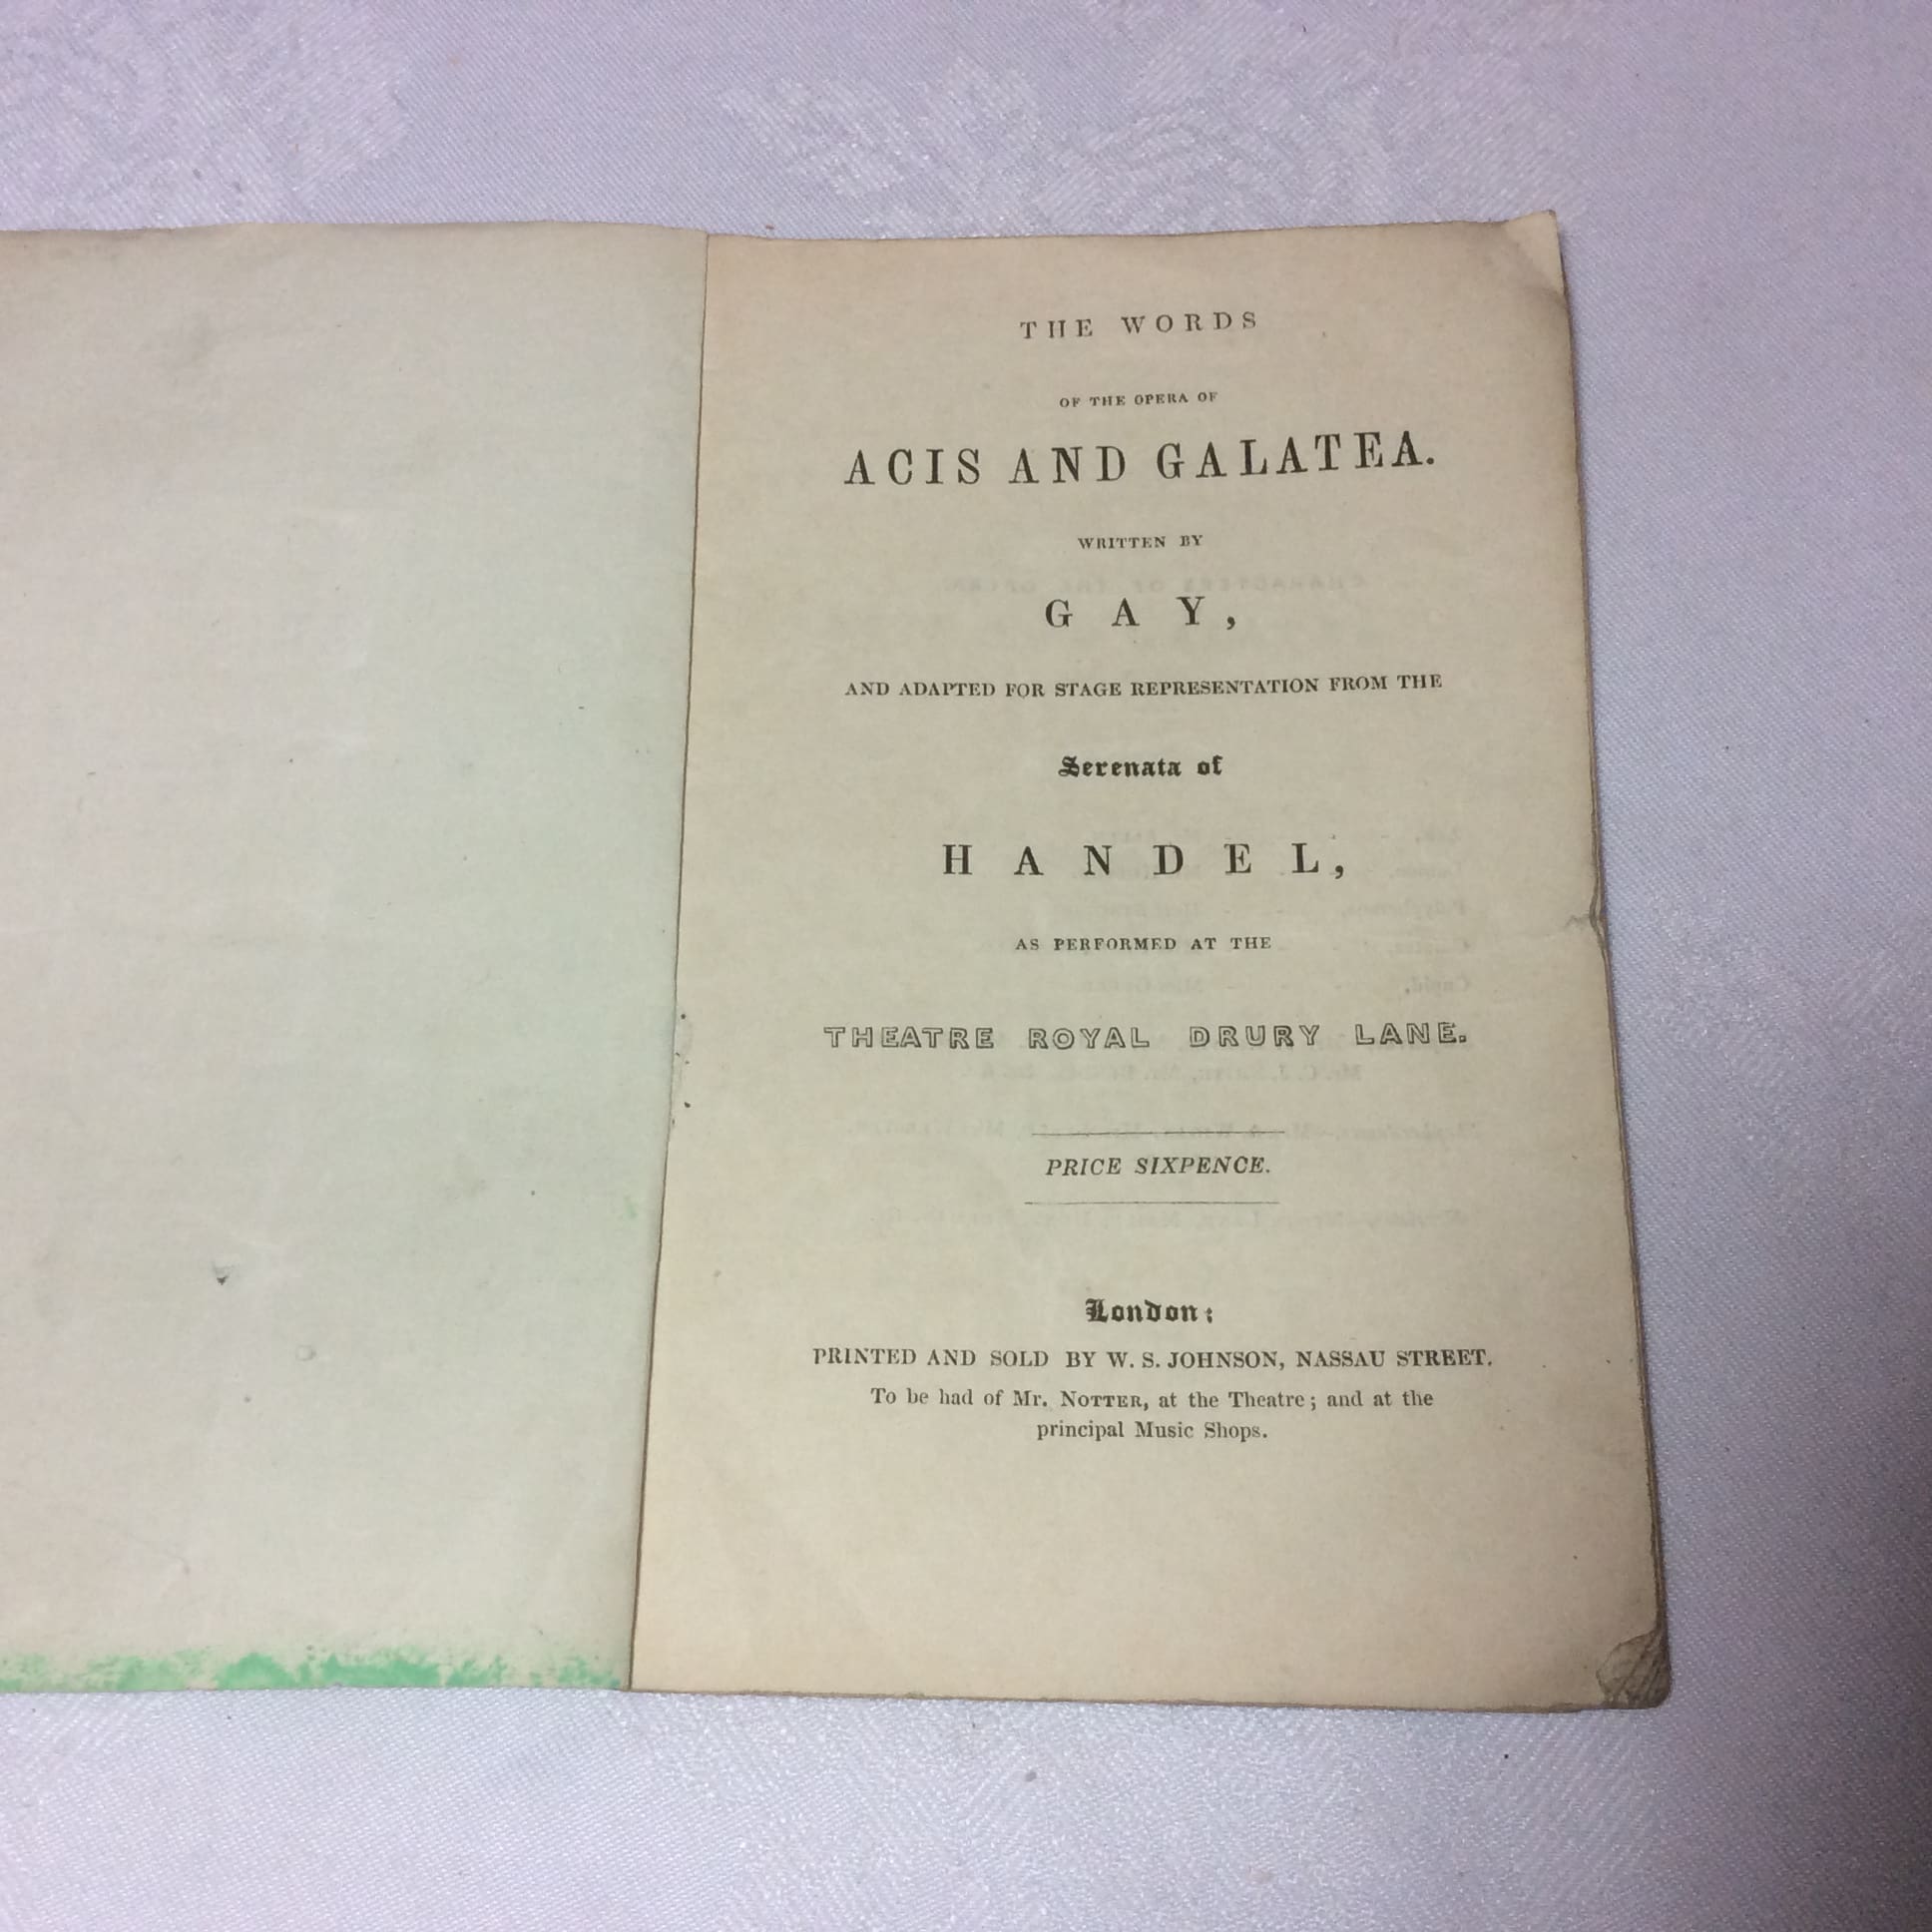 THE WORDS
OF THE OPERA OF
ACIS AND GALATEA.
WRITTEN BY
GAY,
AND ADAPTED FOR STAGE REPRESENTATION FROM THE
Serenata of
HANDEL,
AS PERFORMED AT THE
THEATRE ROYAL DRURY LANE.
PRICE SIXPENCE.
London:
PRINTED AND SOLD BY W. S. JOHNSON, NASSAU STREET.
To be had of Mr. NOTTER, at the Theatre; and at the
principal Music Shops.